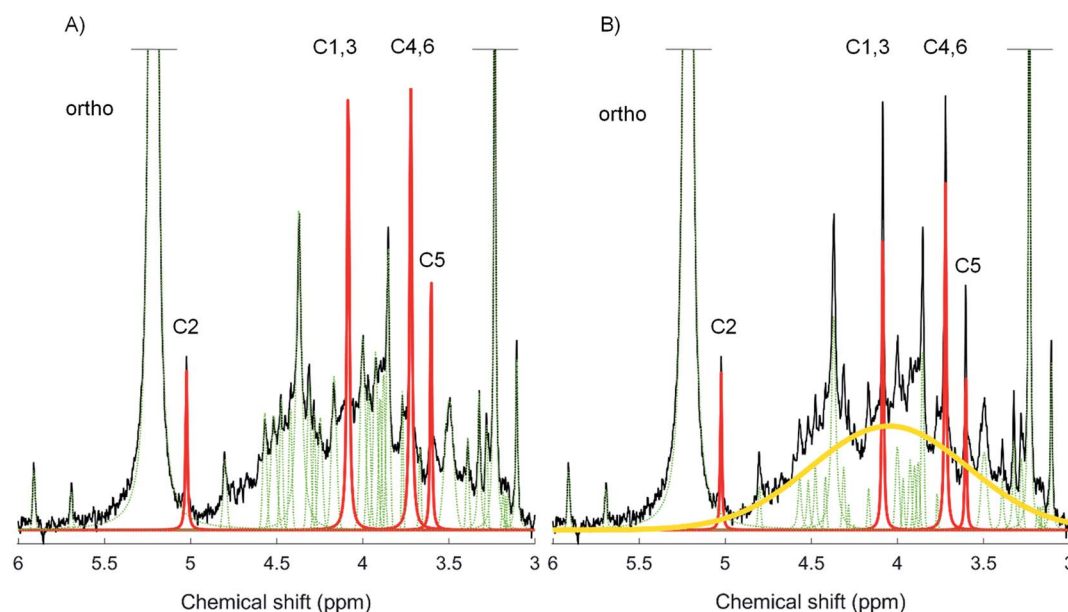 A)
C1,3
C4,6
ortho
C5
C2
6
5.5
5
4.5
4
3.5
3
Chemical shift (ppm)
B)
C1,3
C4,6
ortho
C5
C2
6
5.5
5
4.5
4
3.5
3
Chemical shift (ppm)